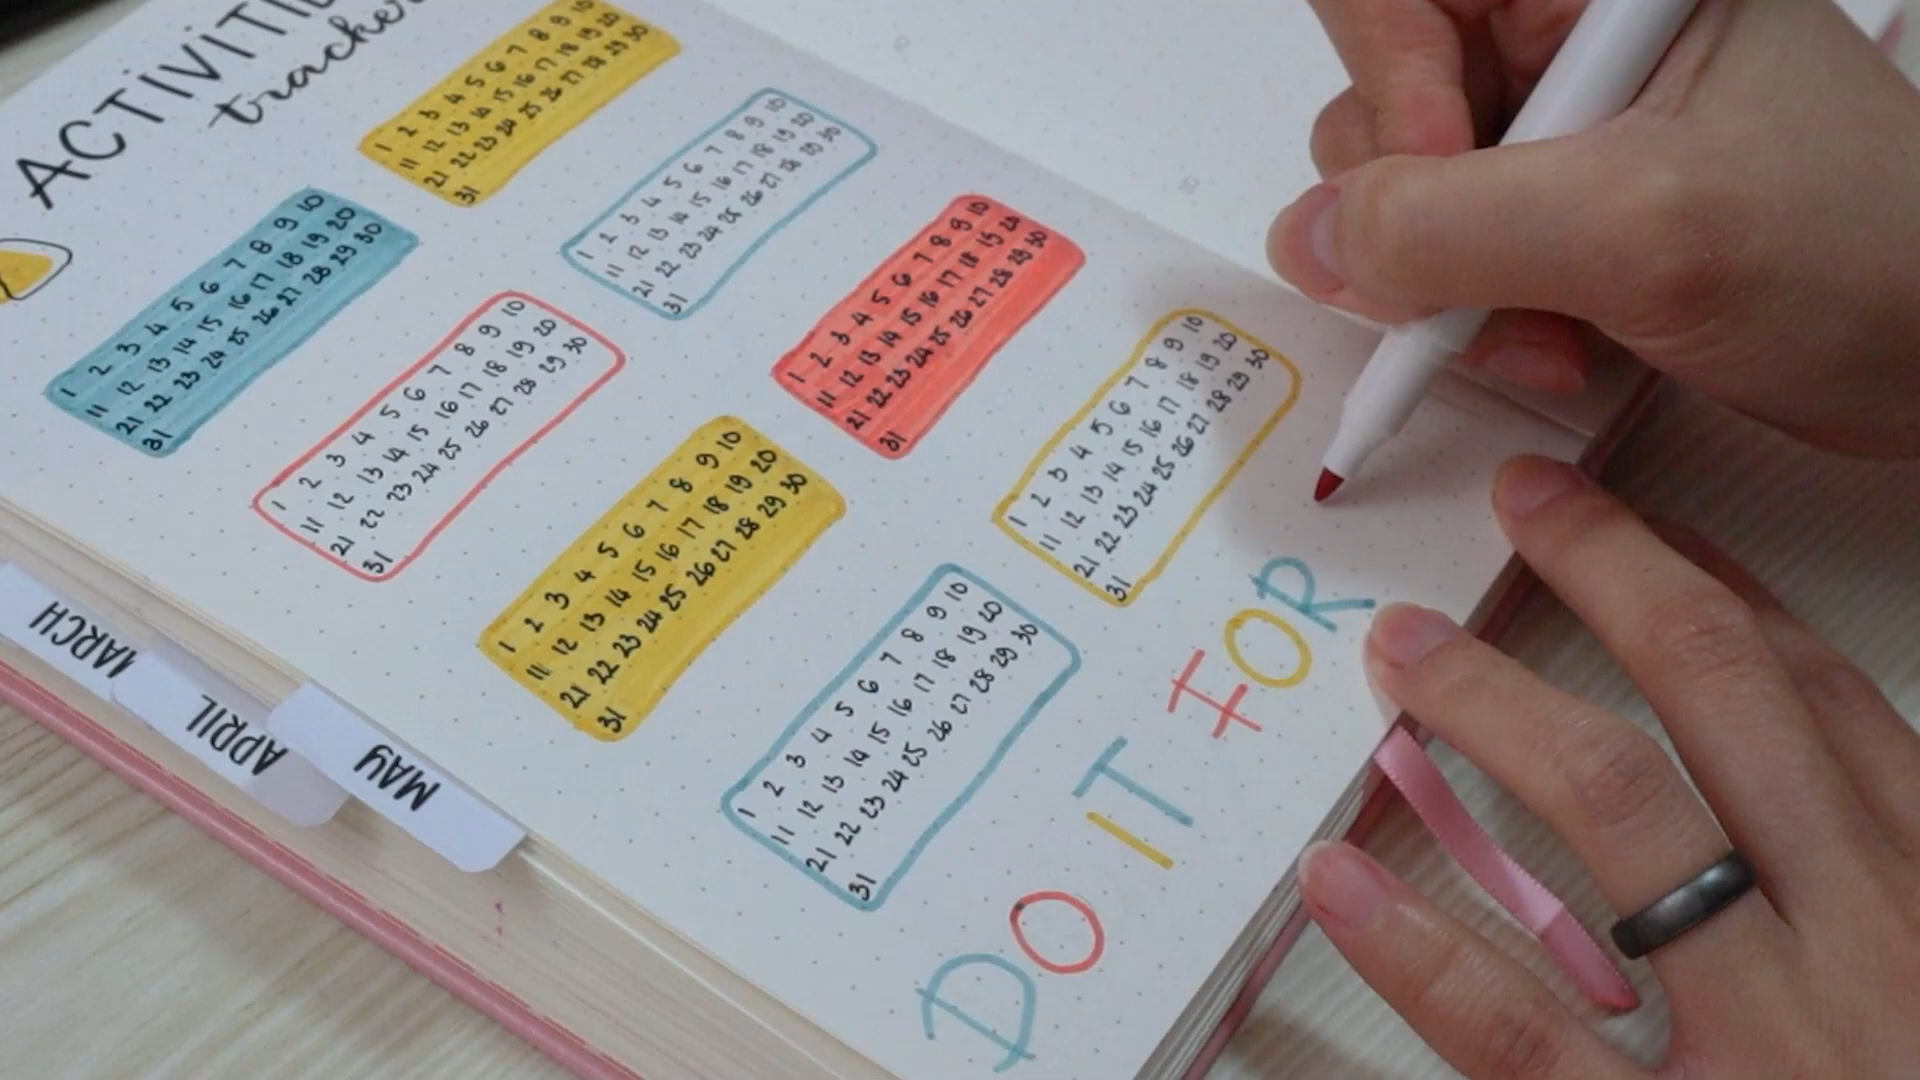 ACTIVITI
tracker
1 2 3 4 5 6 7 8 9 10
11 12 13 14 15 16 17 18 19 20
21 22 23 24 25 26 27 28 29 30
31
1 2 3 4 5 6 7 8 9 10
11 12 13 14 15 16 17 18 19 20
21 22 23 24 25 26 27 28 29 30
31
1 2 3 4 5 6 7 8 9 10
11 12 13 14 15 16 17 18 19 20
21 22 23 24 25 26 27 28 29 30
31
1 2 3 4 5 6 7 8 9 10
11 12 13 14 15 16 17 18 19 20
21 22 23 24 25 26 27 28 29 30
31
1 2 3 4 5 6 7 8 9 10
11 12 13 14 15 16 17 18 19 20
21 22 23 24 25 26 27 28 29 30
31
1 2 3 4 5 6 7 8 9 10
11 12 13 14 15 16 17 18 19 20
21 22 23 24 25 26 27 28 29 30
31
1 2 3 4 5 6 7 8 9 10
11 12 13 14 15 16 17 18 19 20
21 22 23 24 25 26 27 28 29 30
31
1 2 3 4 5 6 7 8 9 10
11 12 13 14 15 16 17 18 19 20
21 22 23 24 25 26 27 28 29 30
31
DO IT FOR
MARCH
APRIL
MAY